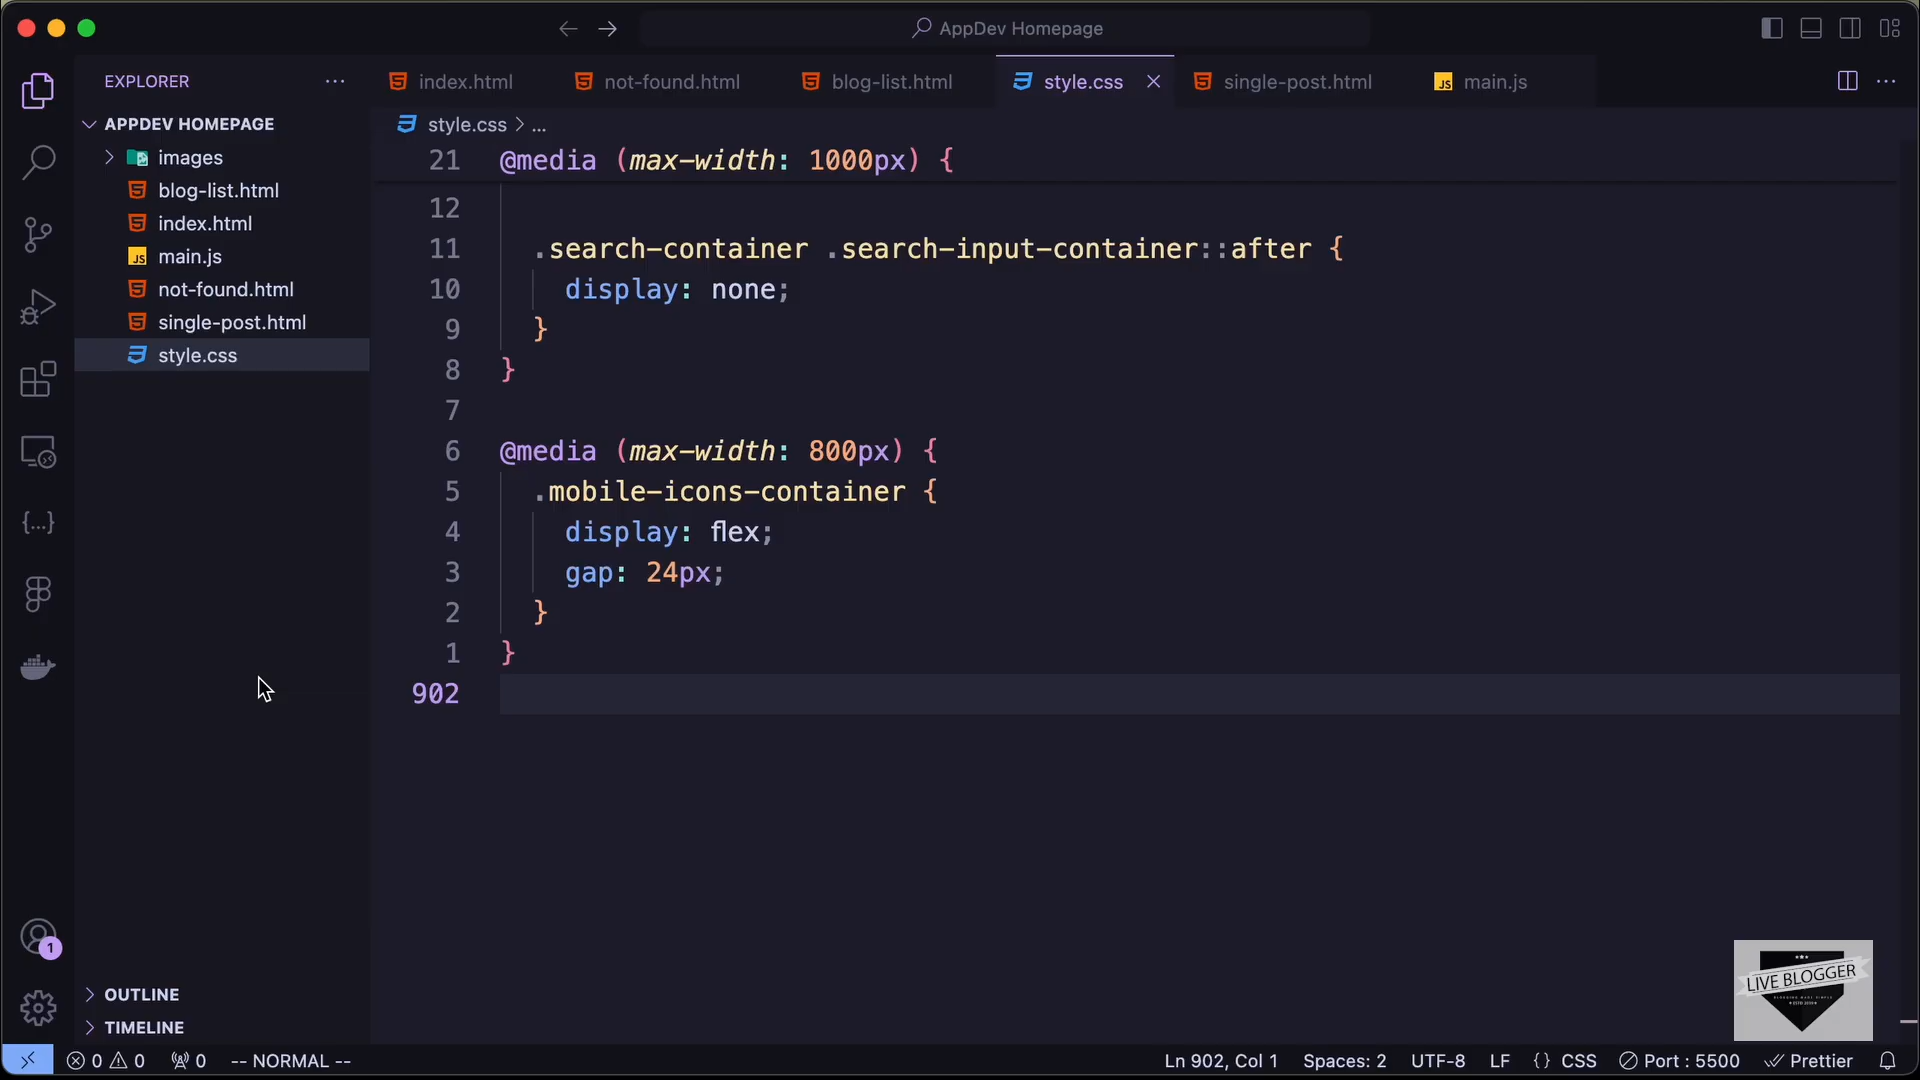 AppDev Homepage
EXPLORER
APPDEV HOMEPAGE
images
blog-list.html
index.html
main.js
not-found.html
single-post.html
style.css
OUTLINE
TIMELINE
index.html
not-found.html
blog-list.html
style.css
single-post.html
JS main.js
style.css > ...
21 @media (max-width: 1000px) {
12
11 .search-container .search-input-container::after {
10 display: none;
9 }
8 }
7
6 @media (max-width: 800px) {
5 .mobile-icons-container {
4 display: flex;
3 gap: 24px;
2 }
1 }
902
1
LIVE BLOGGER
0 0 0 -- NORMAL -- Ln 902, Col 1 Spaces: 2 UTF-8 LF {} CSS Port : 5500 Prettier